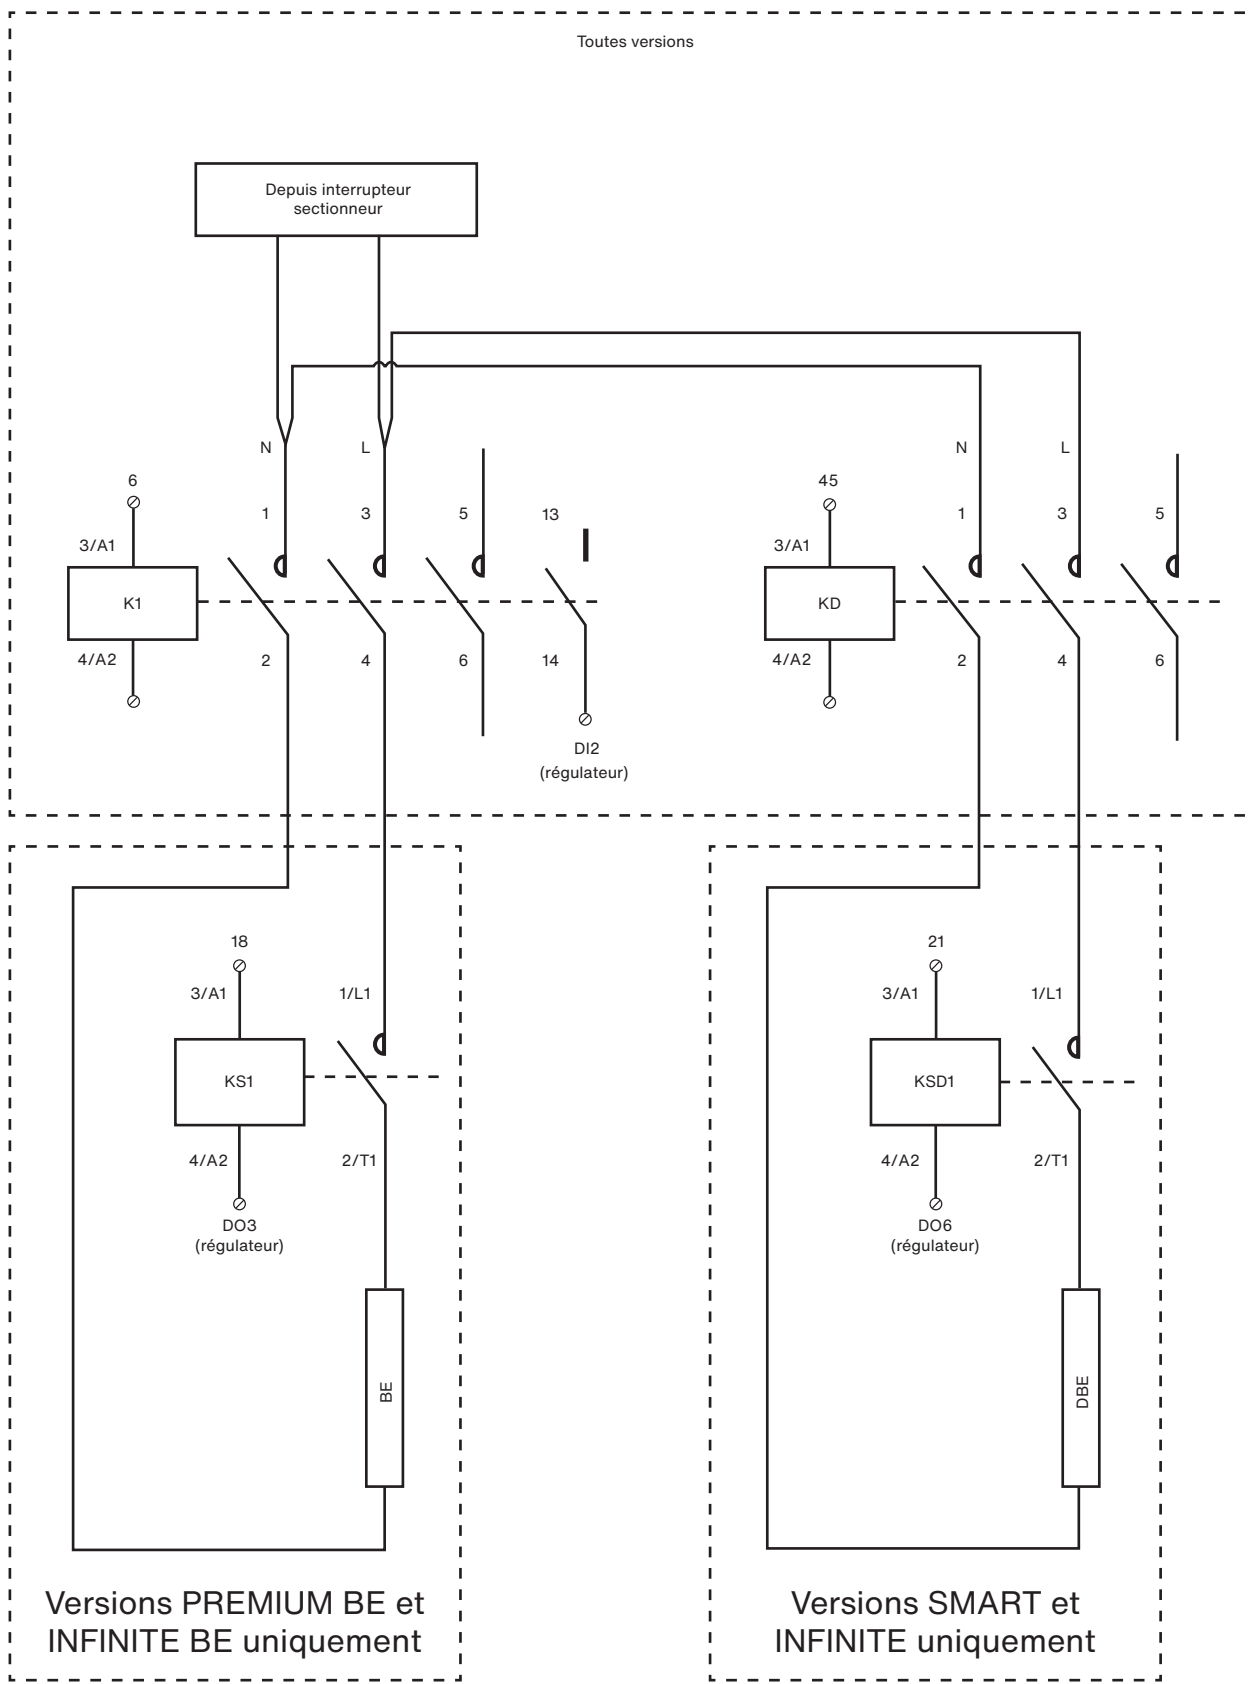 Toutes versions
Depuis interrupteur
sectionneur
N L N L
6 45
1 3 5 13 1 3 5
3/A1 3/A1
K1 KD
4/A2 2 4 6 14 4/A2 2 4 6
DI2
(régulateur)
18 21
3/A1 1/L1 3/A1 1/L1
KS1 KSD1
4/A2 2/T1 4/A2 2/T1
DO3 DO6
(régulateur) (régulateur)
BE DBE
Versions PREMIUM BE et
INFINITE BE uniquement
Versions SMART et
INFINITE uniquement